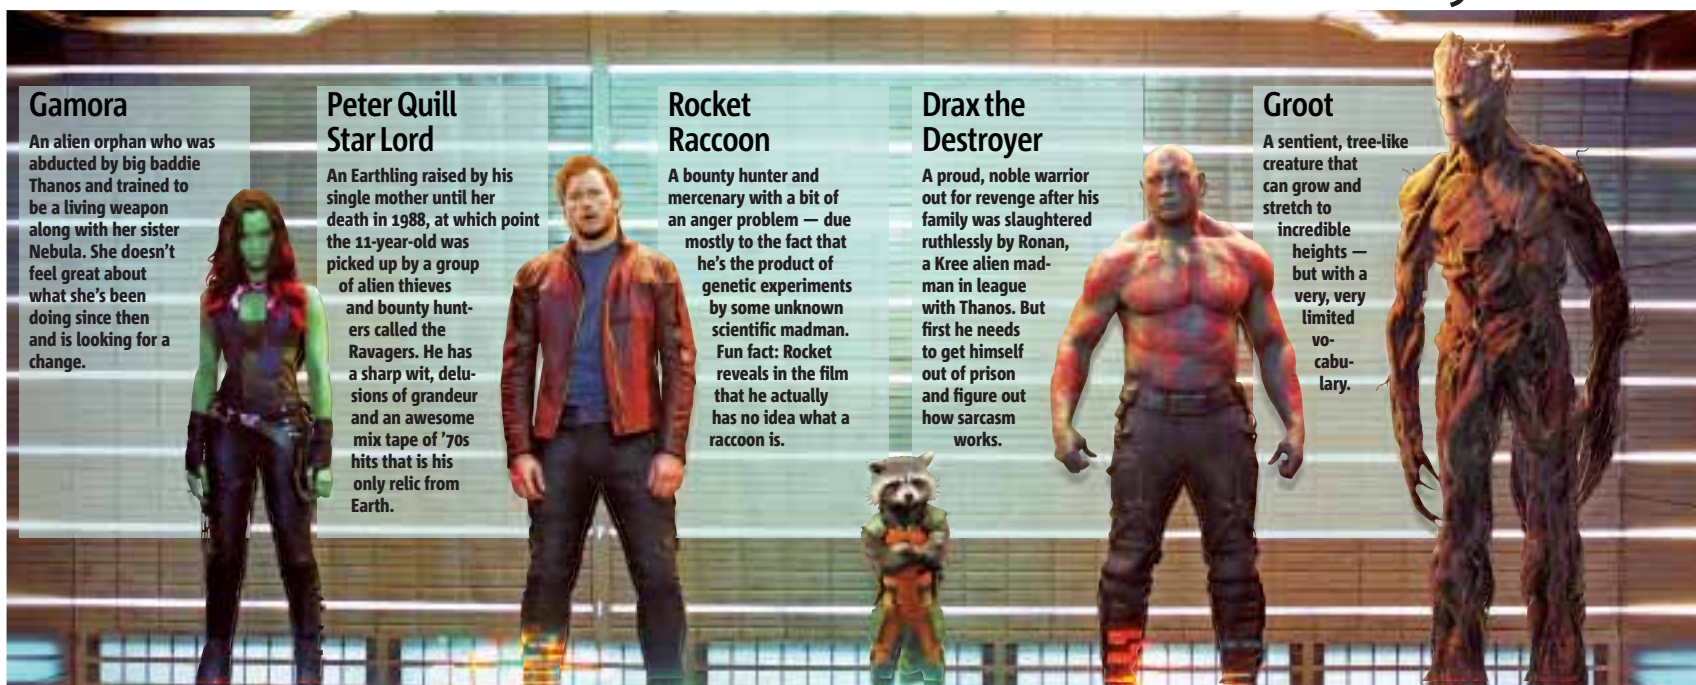 Gamora
An alien orphan who was
abducted by big baddie
Thanos and trained to
be a living weapon
along with her sister
Nebula. She doesn't
feel great about
what she's been
doing since then
and is looking for a
change.
Peter Quill
Star Lord
An Earthling raised by his
single mother until her
death in 1988, at which point
the 11-year-old was
picked up by a group
of alien thieves
and bounty hunt-
ers called the
Ravagers. He has
a sharp wit, delu-
sions of grandeur
and an awesome
mix tape of '70s
hits that is his
only relic from
Earth.
Rocket
Raccoon
A bounty hunter and
mercenary with a bit of
an anger problem — due
mostly to the fact that
he's the product of
genetic experiments
by some unknown
scientific madman.
Fun fact: Rocket
reveals in the film
that he actually
has no idea what a
raccoon is.
Drax the
Destroyer
A proud, noble warrior
out for revenge after his
family was slaughtered
ruthlessly by Ronan,
a Kree alien mad-
man in league
with Thanos. But
first he needs
to get himself
out of prison
and figure out
how sarcasm
works.
Groot
A sentient, tree-like
creature that
can grow and
stretch to
incredible
heights —
but with a
very, very
limited
vo-
cabu-
lary.